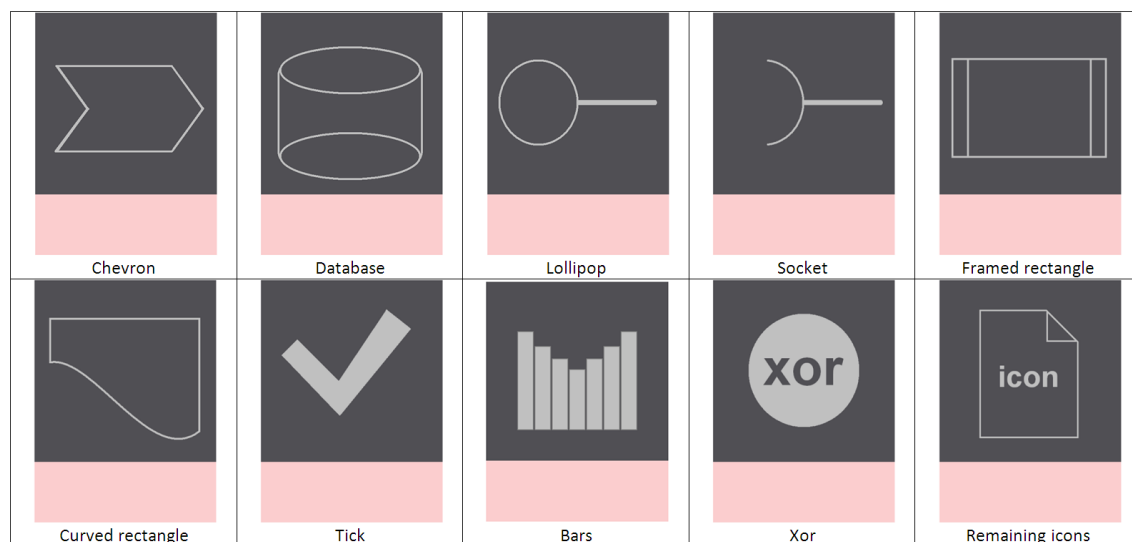 Chevron
Database
Lollipop
Socket
Framed rectangle
xor
icon
Curved rectangle
Tick
Bars
Xor
Remaining icons